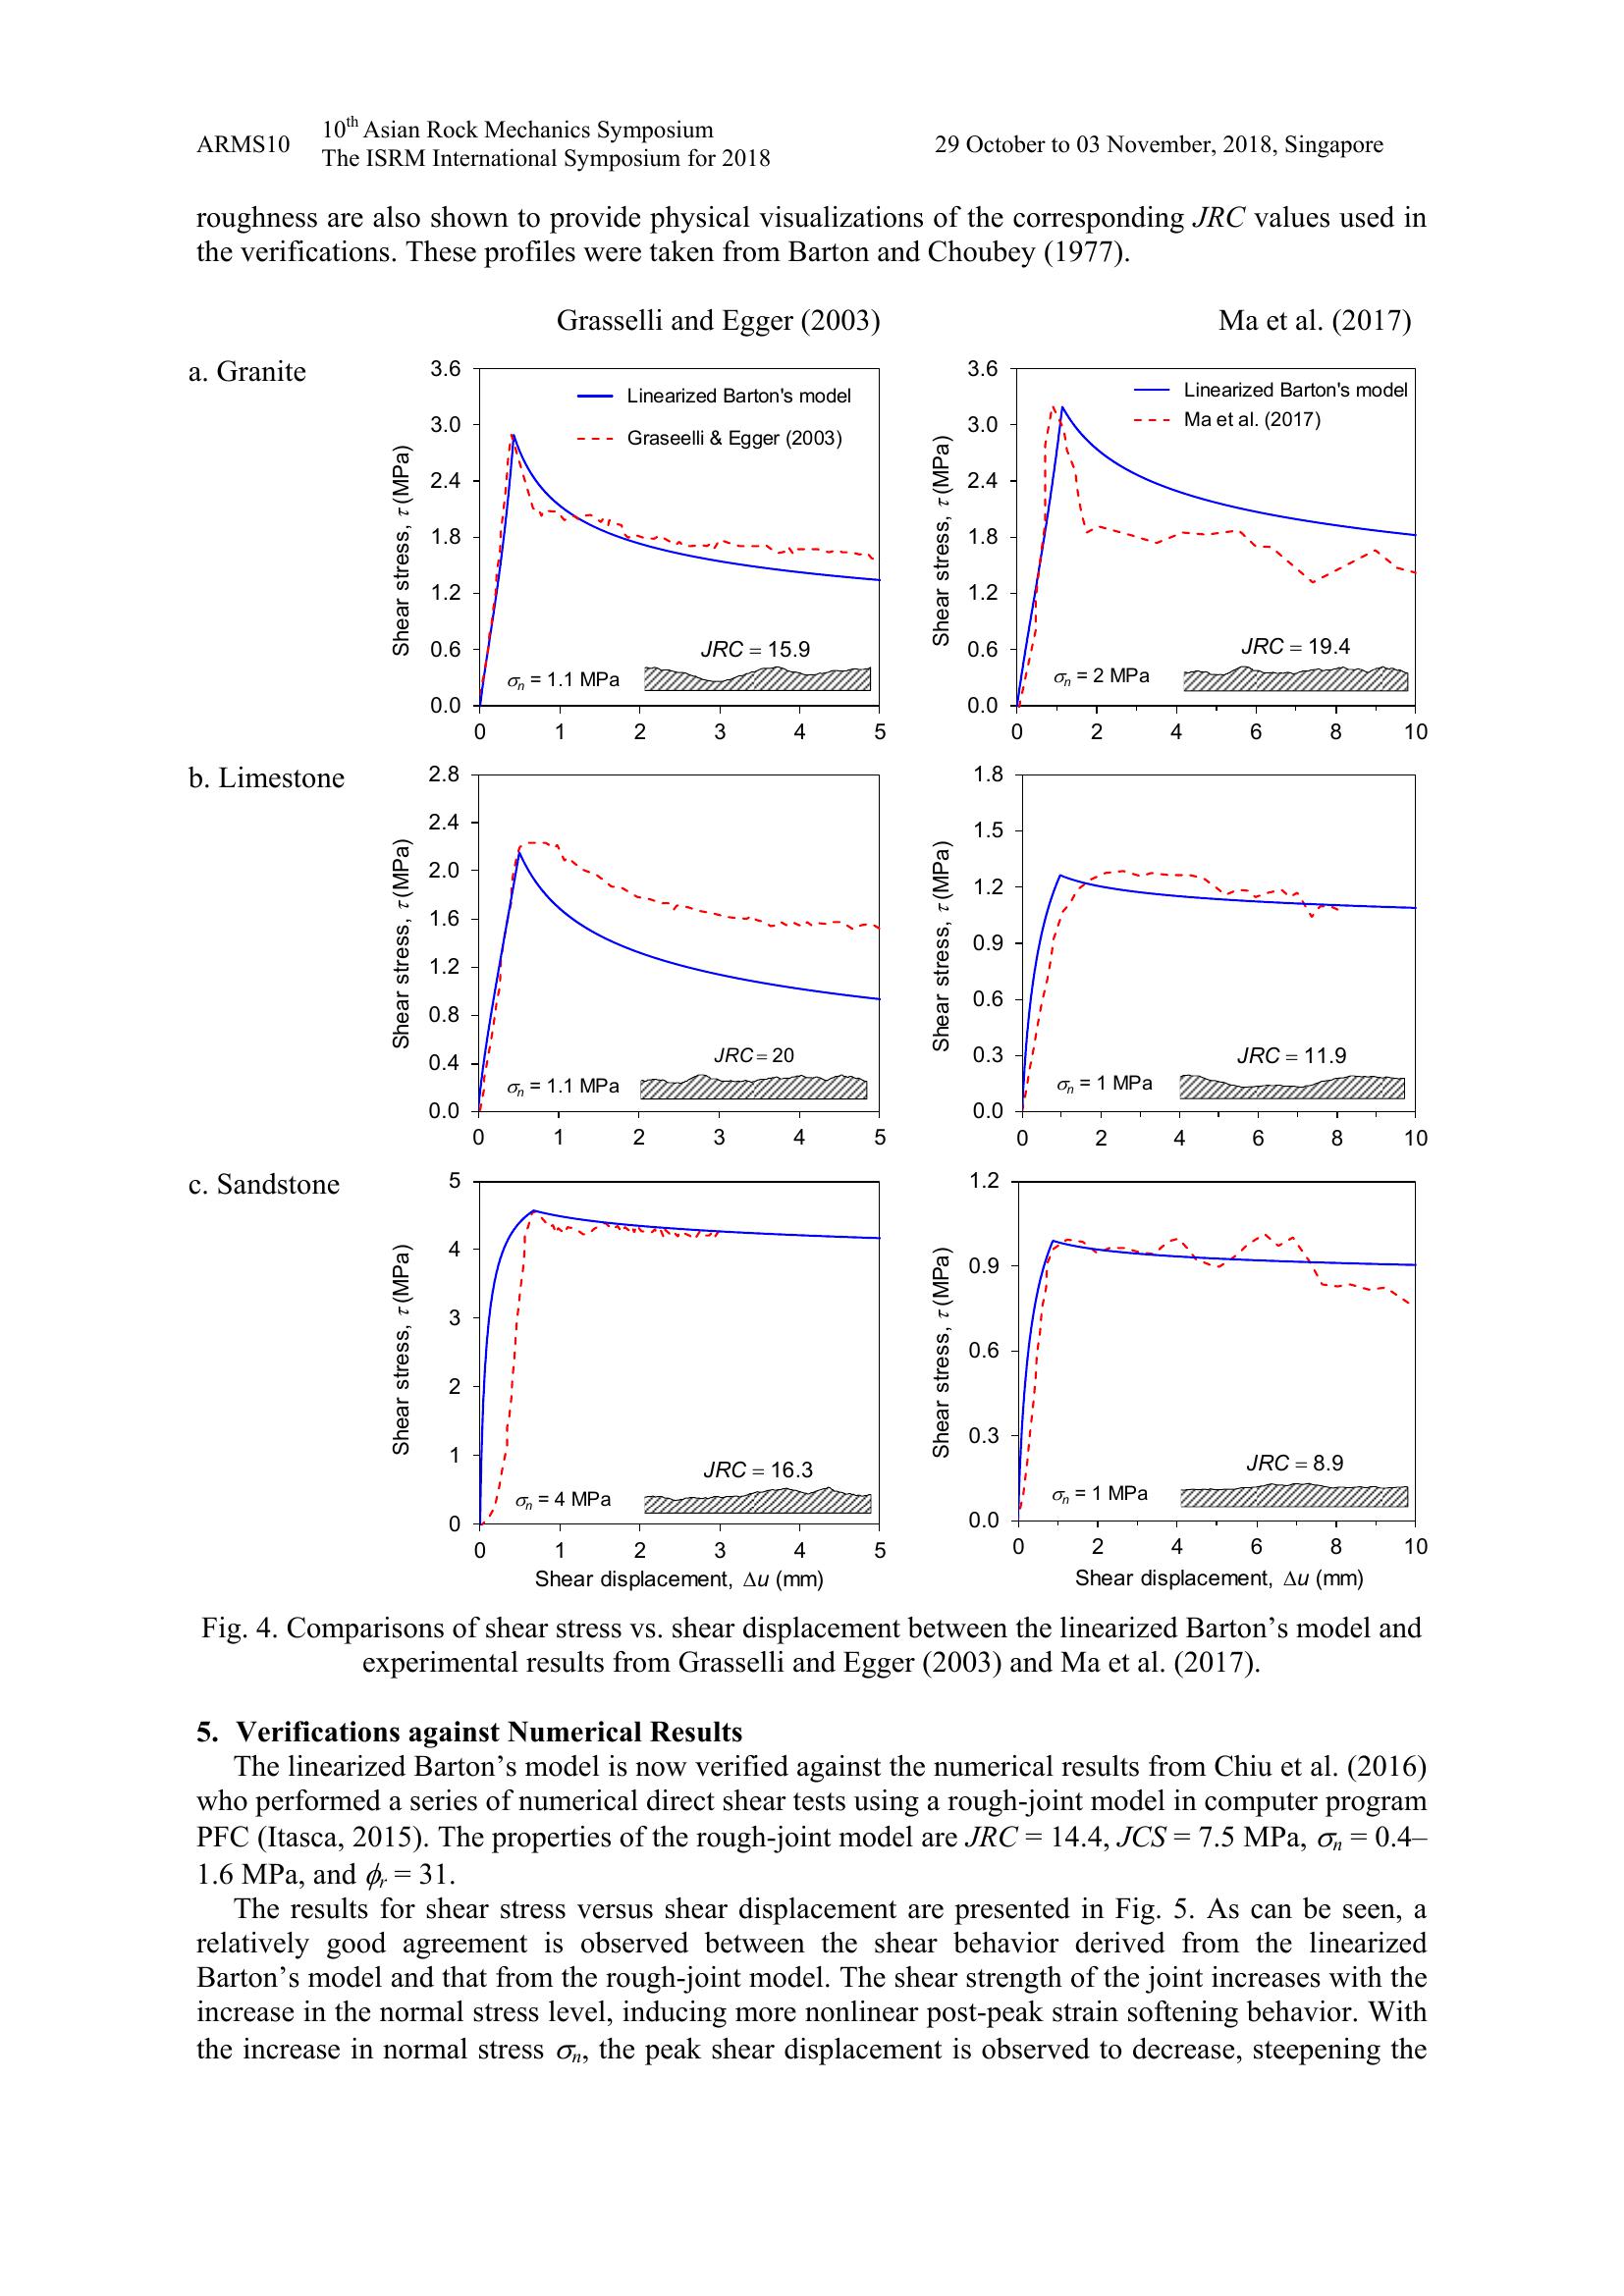 ARMS10
10th Asian Rock Mechanics Symposium
The ISRM International Symposium for 2018
29 October to 03 November, 2018, Singapore
roughness are also shown to provide physical visualizations of the corresponding JRC values used in
the verifications. These profiles were taken from Barton and Choubey (1977).
Grasselli and Egger (2003)
Ma et al. (2017)
a. Granite
3.6
3.0
2.4
1.8
1.2
0.6
0.0
Shear stress, τ (MPa)
Linearized Barton's model
Graseelli & Egger (2003)
JRC = 15.9
σn = 1.1 MPa
0 1 2 3 4 5
3.6
3.0
2.4
1.8
1.2
0.6
0.0
Shear stress, τ (MPa)
Linearized Barton's model
Ma et al. (2017)
JRC = 19.4
σn = 2 MPa
0 2 4 6 8 10
b. Limestone
2.8
2.4
2.0
1.6
1.2
0.8
0.4
0.0
Shear stress, τ (MPa)
JRC = 20
σn = 1.1 MPa
0 1 2 3 4 5
1.8
1.5
1.2
0.9
0.6
0.3
0.0
Shear stress, τ (MPa)
JRC = 11.9
σn = 1 MPa
0 2 4 6 8 10
c. Sandstone
5
4
3
2
1
0
Shear stress, τ (MPa)
JRC = 16.3
σn = 4 MPa
0 1 2 3 4 5
Shear displacement, Δu (mm)
1.2
0.9
0.6
0.3
0.0
Shear stress, τ (MPa)
JRC = 8.9
σn = 1 MPa
0 2 4 6 8 10
Shear displacement, Δu (mm)
Fig. 4. Comparisons of shear stress vs. shear displacement between the linearized Barton’s model and
experimental results from Grasselli and Egger (2003) and Ma et al. (2017).
5. Verifications against Numerical Results
The linearized Barton’s model is now verified against the numerical results from Chiu et al. (2016)
who performed a series of numerical direct shear tests using a rough-joint model in computer program
PFC (Itasca, 2015). The properties of the rough-joint model are JRC = 14.4, JCS = 7.5 MPa, σn = 0.4–
1.6 MPa, and ϕr = 31.
The results for shear stress versus shear displacement are presented in Fig. 5. As can be seen, a
relatively good agreement is observed between the shear behavior derived from the linearized
Barton’s model and that from the rough-joint model. The shear strength of the joint increases with the
increase in the normal stress level, inducing more nonlinear post-peak strain softening behavior. With
the increase in normal stress σn, the peak shear displacement is observed to decrease, steepening the